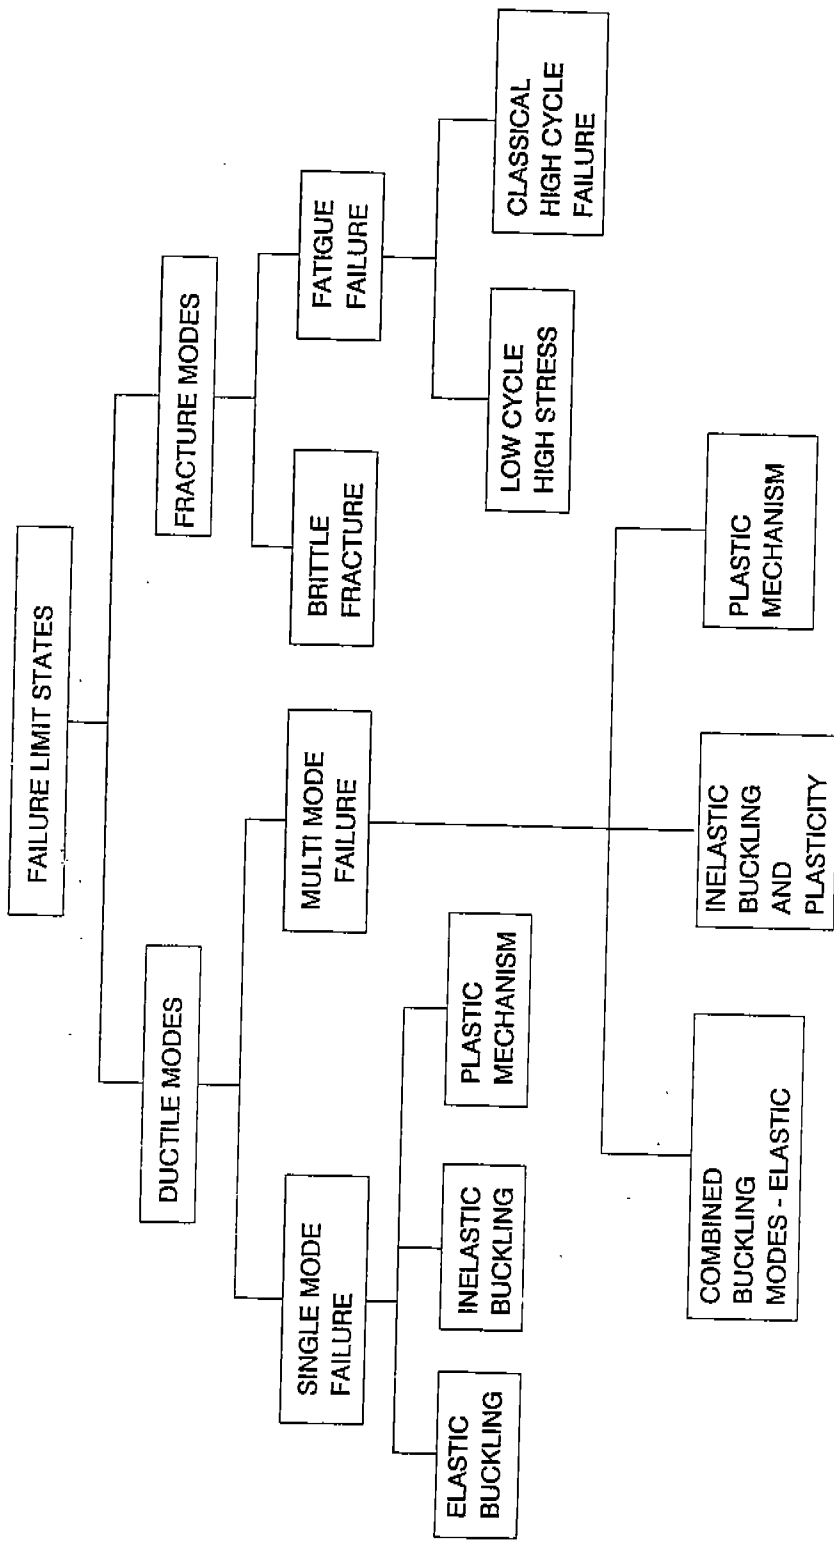 FAILURE LIMIT STATES
DUCTILE MODES
FRACTURE MODES
SINGLE MODE
FAILURE
MULTI MODE
FAILURE
BRITTLE
FRACTURE
FATIGUE
FAILURE
ELASTIC
BUCKLING
INELASTIC
BUCKLING
PLASTIC
MECHANISM
LOW CYCLE
HIGH STRESS
CLASSICAL
HIGH CYCLE
FAILURE
COMBINED
BUCKLING
MODES - ELASTIC
INELASTIC
BUCKLING
AND
PLASTICITY
PLASTIC
MECHANISM